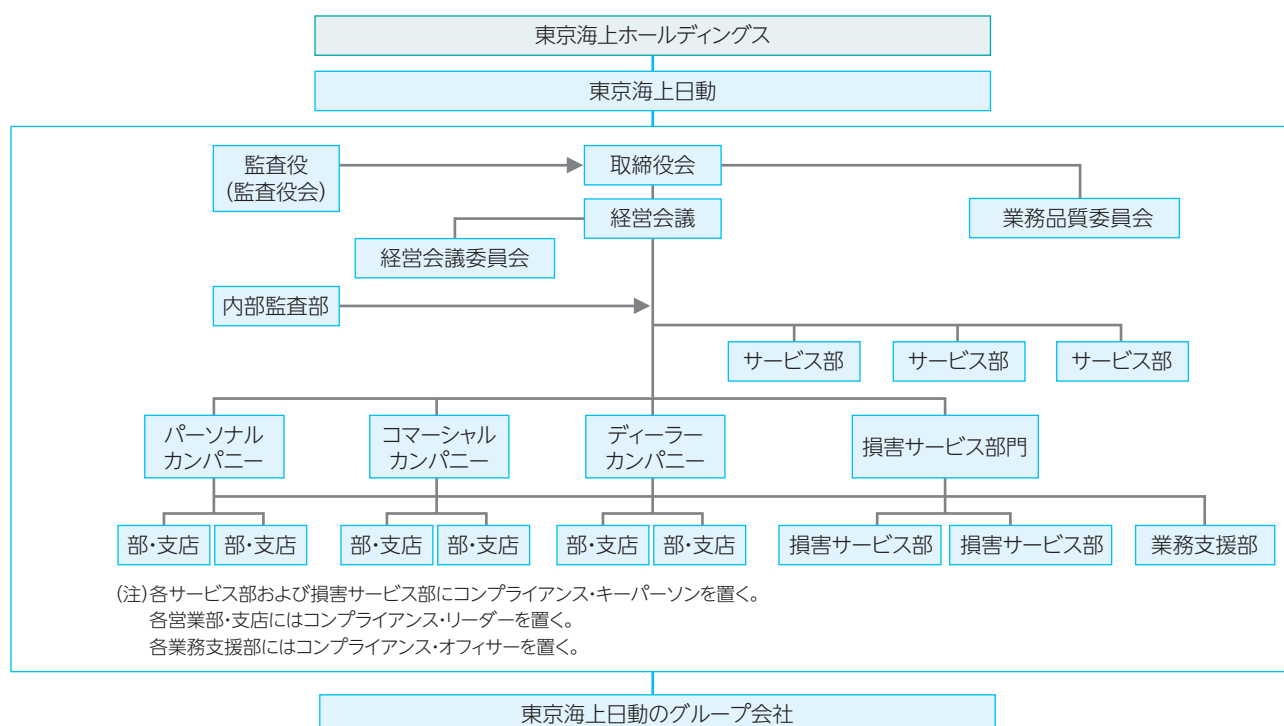 東京海上ホールディングス
東京海上日動
監査役
(監査役会)
取締役会
経営会議
業務品質委員会
経営会議委員会
内部監査部
サービス部
サービス部
サービス部
パーソナル
カンパニー
コマーシャル
カンパニー
ディーラー
カンパニー
損害サービス部門
部・支店
部・支店
部・支店
部・支店
部・支店
部・支店
損害サービス部
損害サービス部
業務支援部
(注)各サービス部および損害サービス部にコンプライアンス・キーパーソンを置く。
各営業部・支店にはコンプライアンス・リーダーを置く。
各業務支援部にはコンプライアンス・オフィサーを置く。
東京海上日動のグループ会社